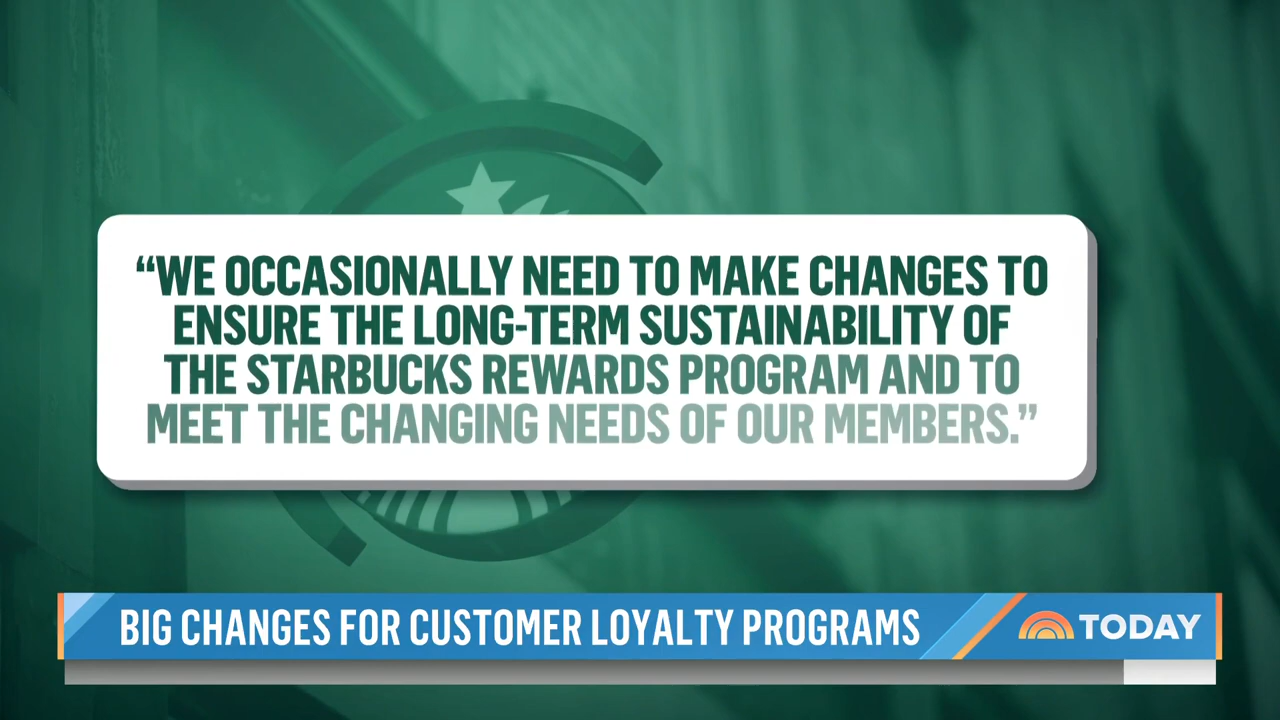 “WE OCCASIONALLY NEED TO MAKE CHANGES TO
ENSURE THE LONG-TERM SUSTAINABILITY OF
THE STARBUCKS REWARDS PROGRAM AND TO
MEET THE CHANGING NEEDS OF OUR MEMBERS.”
BIG CHANGES FOR CUSTOMER LOYALTY PROGRAMS
TODAY